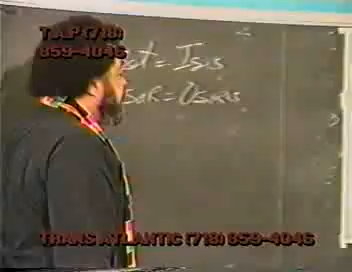 T.A.P (718)
859-4046
st = Isis
saR = OsiRis
TRANS ATLANTIC (718) 859-4046